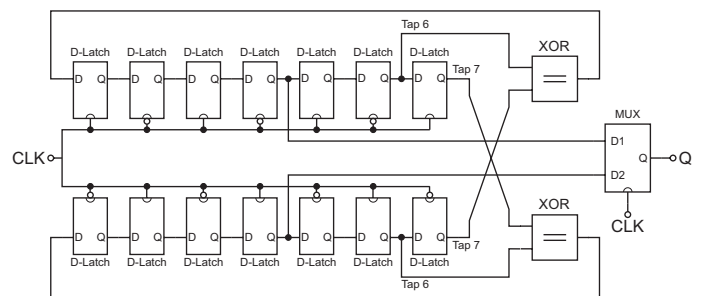 Tap 6
D-Latch D-Latch D-Latch D-Latch D-Latch D-Latch D-Latch
XOR
D Q D Q D Q D Q D Q D Q D Q
Tap 7
=
MUX
D1
CLK
Q
Q
D2
XOR
CLK
D Q D Q D Q D Q D Q D Q D Q
=
Tap 7
D-Latch D-Latch D-Latch D-Latch D-Latch D-Latch D-Latch
Tap 6